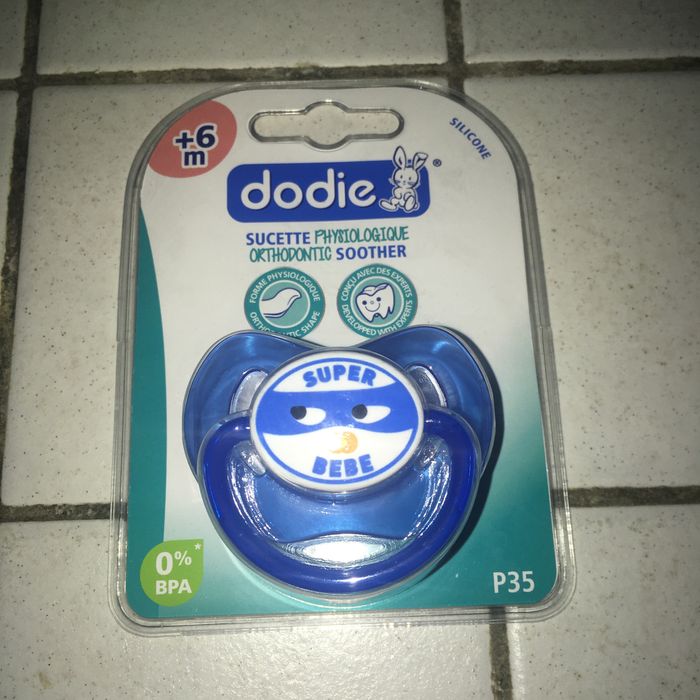 +6
m
SILICONE
dodie®
SUCETTE PHYSIOLOGIQUE
ORTHODONTIC SOOTHER
FORME PHYSIOLOGIQUE
SHAPE
CONÇU AVEC DES EXPERTS
DEVELOPPED WITH EXPERTS
SUPER
BEBE
0%*
BPA
P35